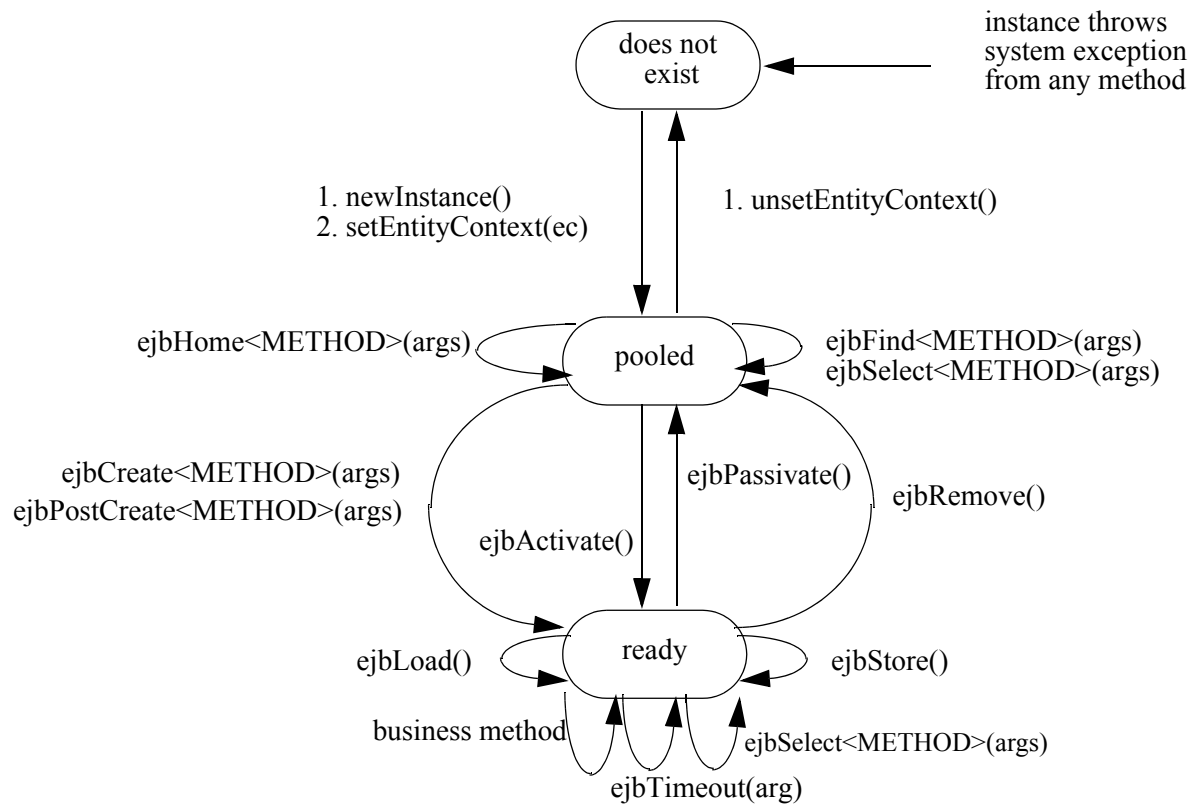 does not
exist
instance throws
system exception
from any method
1. newInstance()
2. setEntityContext(ec)
1. unsetEntityContext()
ejbHome<METHOD>(args)
pooled
ejbFind<METHOD>(args)
ejbSelect<METHOD>(args)
ejbCreate<METHOD>(args)
ejbPostCreate<METHOD>(args)
ejbPassivate()
ejbRemove()
ejbActivate()
ready
ejbLoad()
ejbStore()
business method
ejbSelect<METHOD>(args)
ejbTimeout(arg)